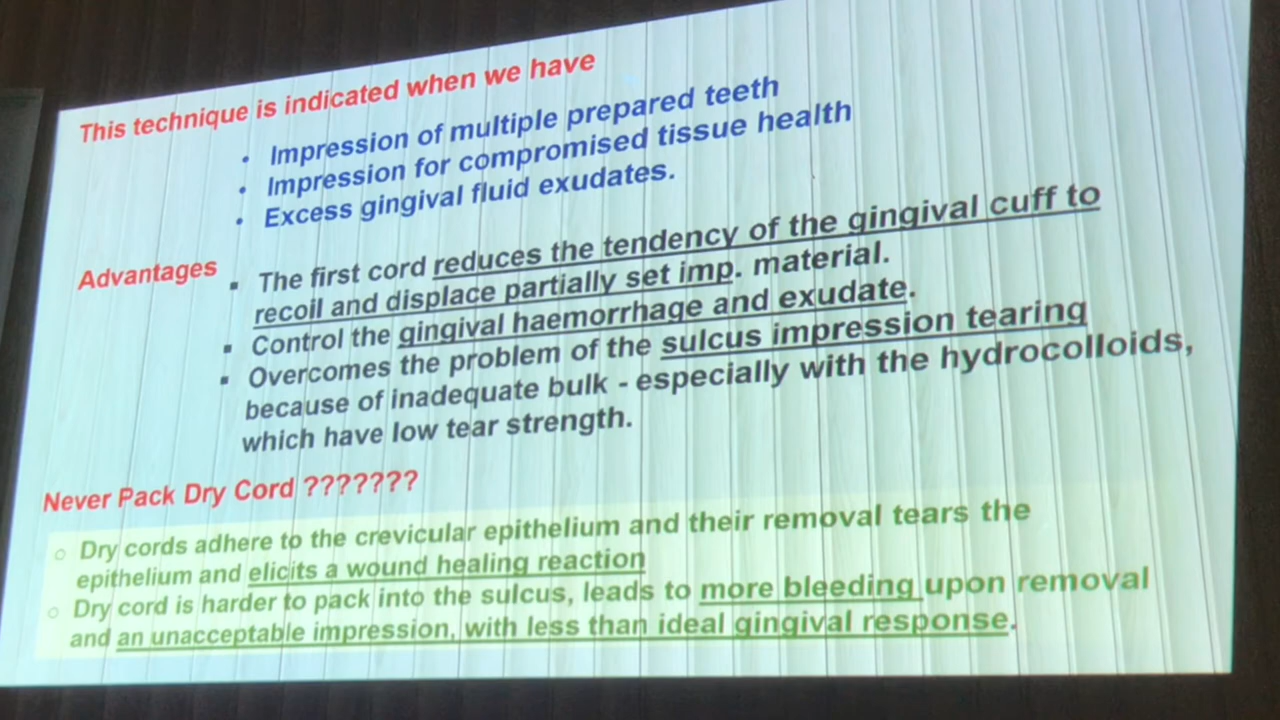 This technique is indicated when we have
• Impression of multiple prepared teeth
• Impression for compromised tissue health
• Excess gingival fluid exudates.
Advantages
▪ The first cord reduces the tendency of the gingival cuff to
recoil and displace partially set imp. material.
▪ Control the gingival haemorrhage and exudate.
▪ Overcomes the problem of the sulcus impression tearing
because of inadequate bulk - especially with the hydrocolloids,
which have low tear strength.
Never Pack Dry Cord ???????
○ Dry cords adhere to the crevicular epithelium and their removal tears the
epithelium and elicits a wound healing reaction
○ Dry cord is harder to pack into the sulcus, leads to more bleeding upon removal
and an unacceptable impression, with less than ideal gingival response.